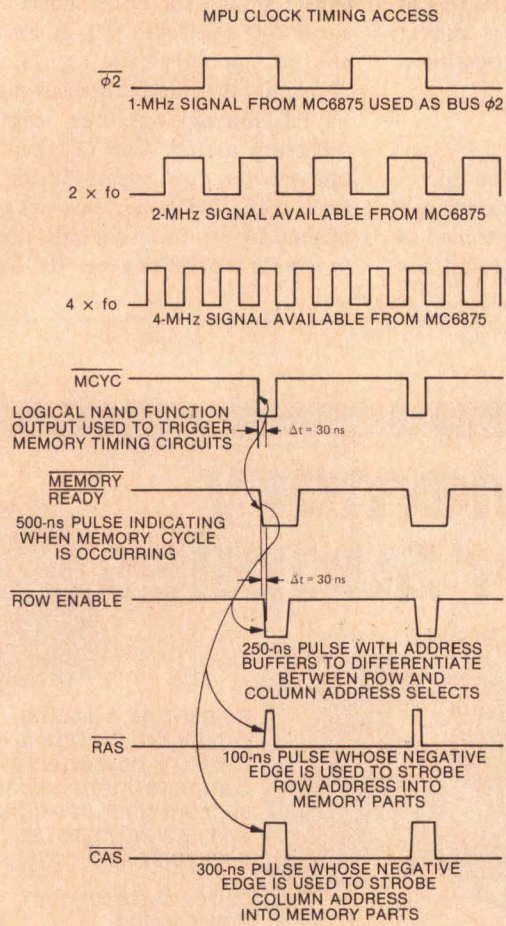 MPU CLOCK TIMING ACCESS
φ2
1-MHz SIGNAL FROM MC6875 USED AS BUS φ2
2 × fo
2-MHz SIGNAL AVAILABLE FROM MC6875
4 × fo
4-MHz SIGNAL AVAILABLE FROM MC6875
MCYC
LOGICAL NAND FUNCTION
OUTPUT USED TO TRIGGER
MEMORY TIMING CIRCUITS
Δt = 30 ns
MEMORY
READY
500-ns PULSE INDICATING
WHEN MEMORY CYCLE
IS OCCURRING
Δt = 30 ns
ROW ENABLE
250-ns PULSE WITH ADDRESS
BUFFERS TO DIFFERENTIATE
BETWEEN ROW AND
COLUMN ADDRESS SELECTS
RAS
100-ns PULSE WHOSE NEGATIVE
EDGE IS USED TO STROBE
ROW ADDRESS INTO
MEMORY PARTS
CAS
300-ns PULSE WHOSE NEGATIVE
EDGE IS USED TO STROBE
COLUMN ADDRESS
INTO MEMORY PARTS